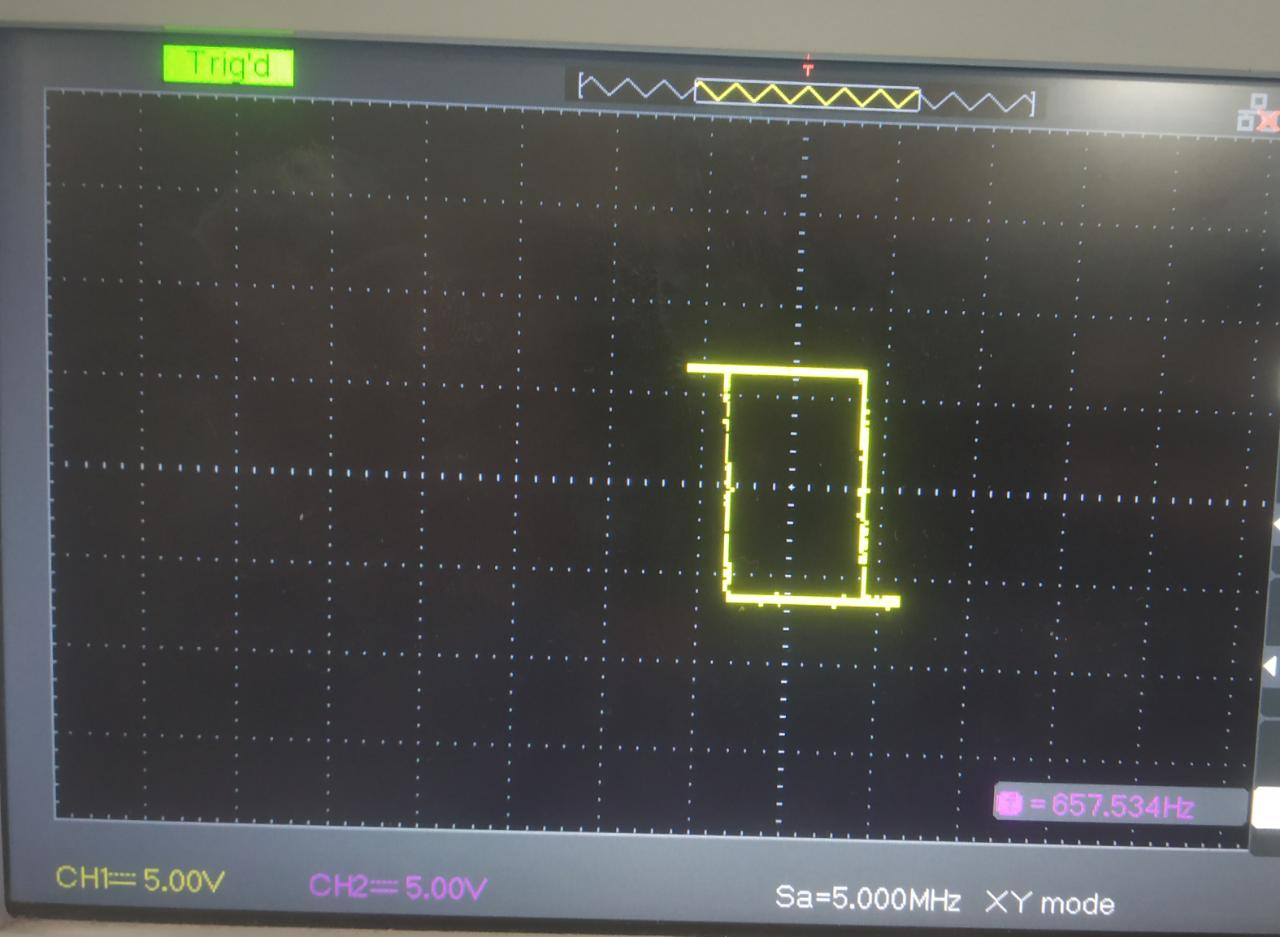 Trig'd
T
T = 657.534Hz
CH1 5.00V
CH2 5.00V
Sa=5.000MHz XY mode